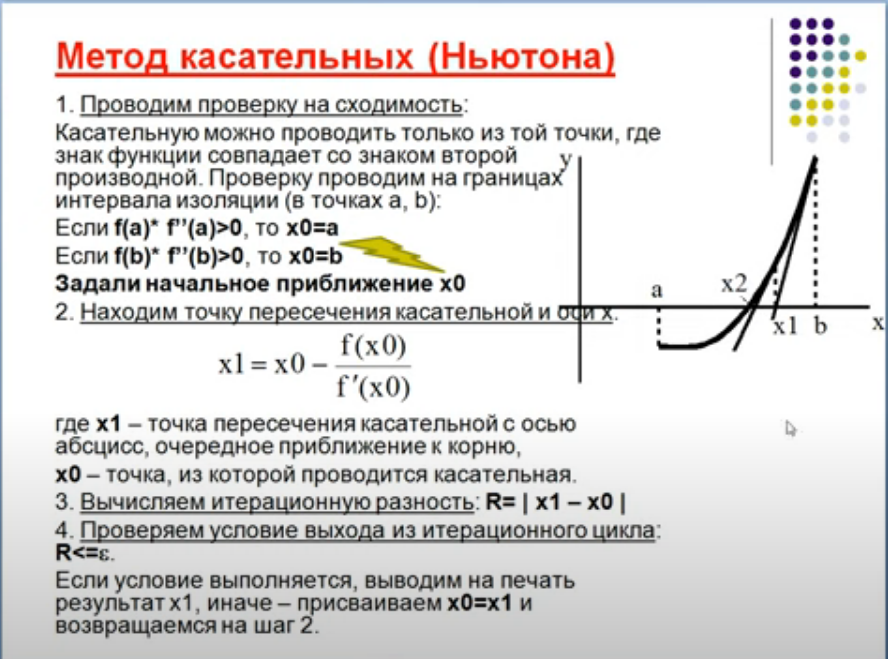 Метод касательных (Ньютона)
1. Проводим проверку на сходимость:
Касательную можно проводить только из той точки, где
знак функции совпадает со знаком второй
производной. Проверку проводим на границах
интервала изоляции (в точках a, b):
Если f(a)* f’’(a)>0, то x0=a
Если f(b)* f’’(b)>0, то x0=b
Задали начальное приближение x0
2. Находим точку пересечения касательной и оси x.
x1 = x0 − f(x0) / f′(x0)
где x1 – точка пересечения касательной с осью
абсцисс, очередное приближение к корню,
x0 – точка, из которой проводится касательная.
3. Вычисляем итерационную разность: R= | x1 – x0 |
4. Проверяем условие выхода из итерационного цикла:
R<=ε.
Если условие выполняется, выводим на печать
результат x1, иначе – присваиваем x0=x1 и
возвращаемся на шаг 2.
y
a
x2
x1 b
x